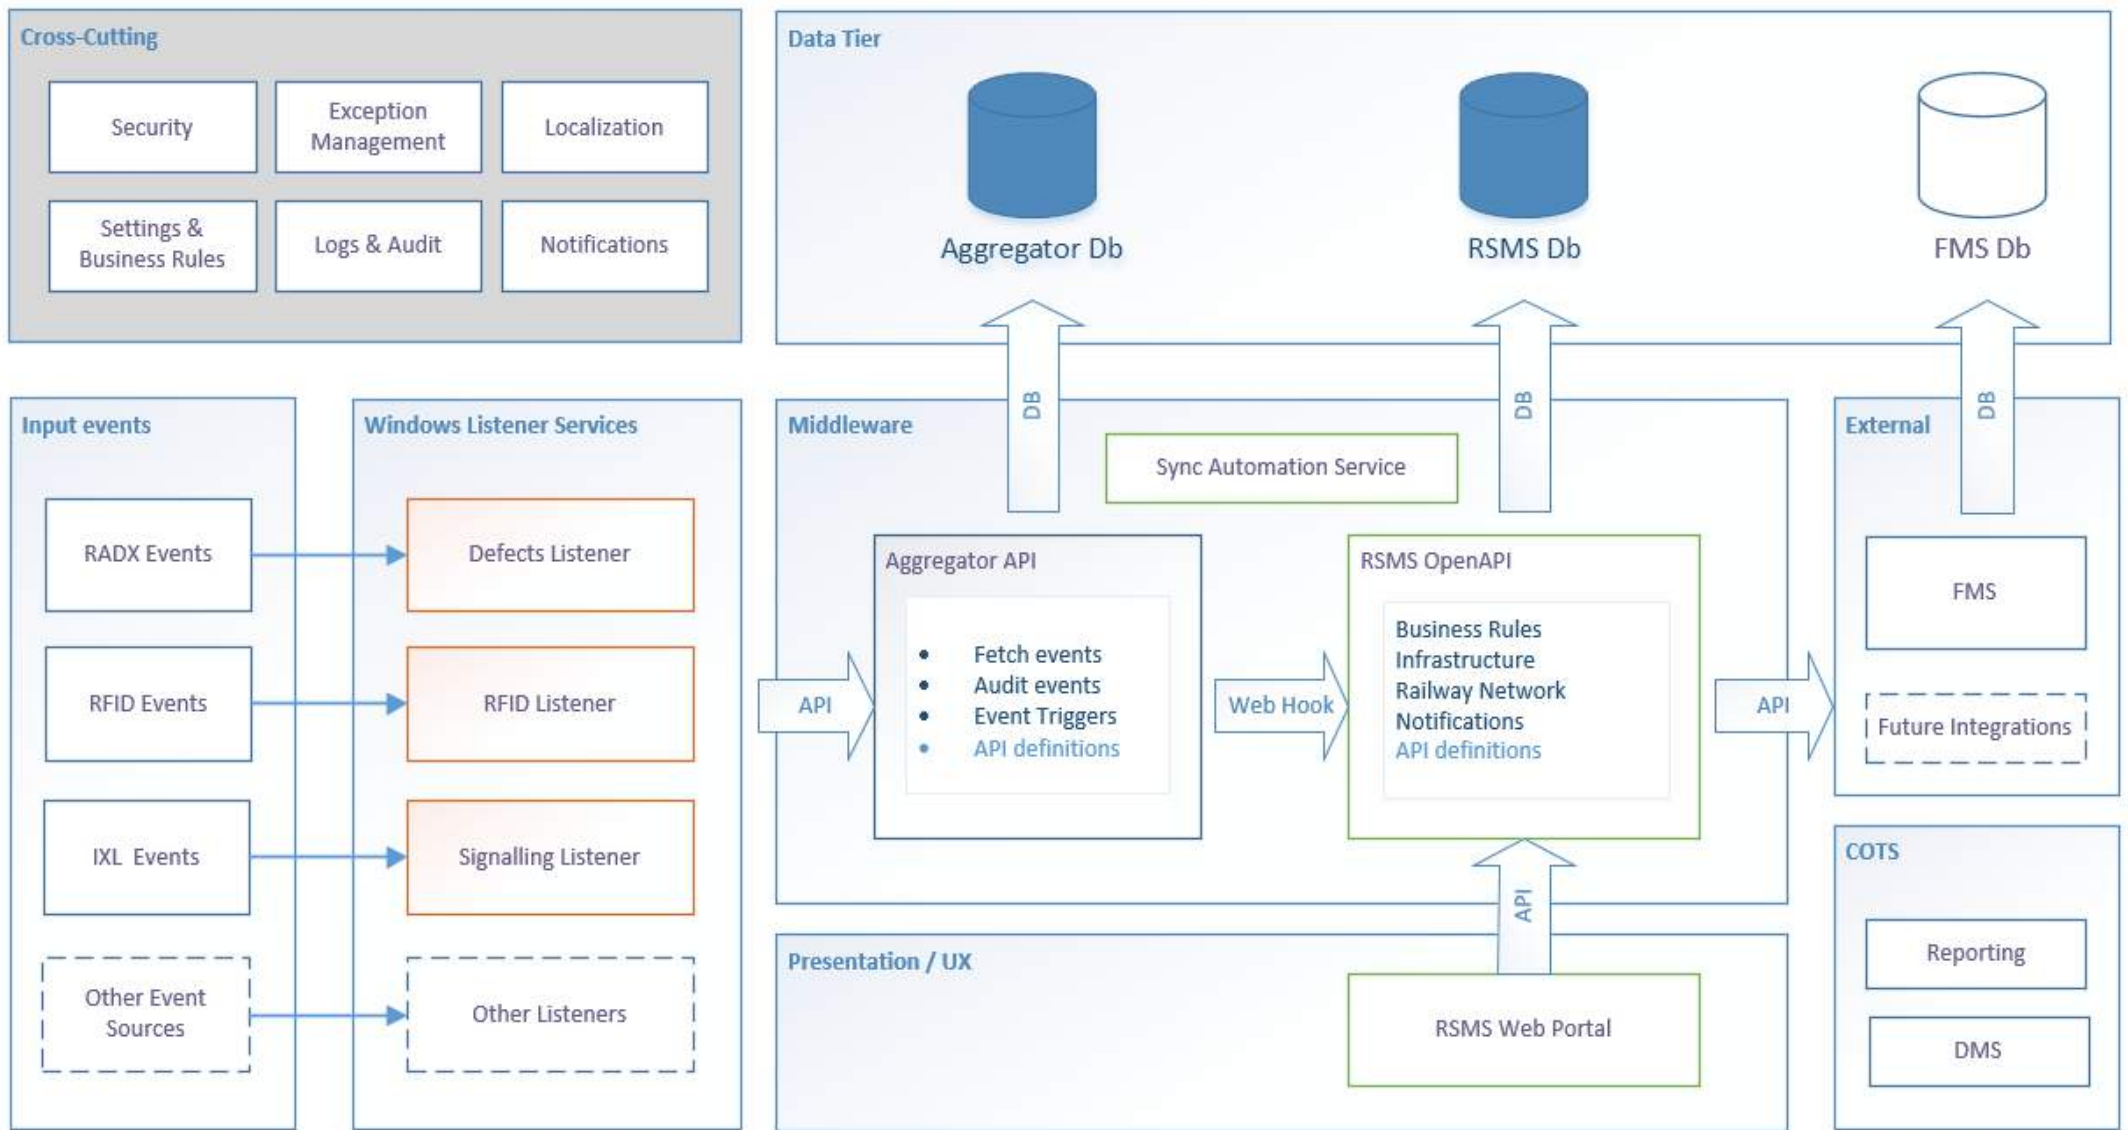 Cross-Cutting
Security
Exception
Management
Localization
Settings &
Business Rules
Logs & Audit
Notifications
Data Tier
Aggregator Db
RSMS Db
FMS Db
DB
DB
DB
Input events
RADX Events
RFID Events
IXL Events
Other Event
Sources
Windows Listener Services
Defects Listener
RFID Listener
Signalling Listener
Other Listeners
API
Middleware
Sync Automation Service
Aggregator API
• Fetch events
• Audit events
• Event Triggers
• API definitions
Web Hook
RSMS OpenAPI
Business Rules
Infrastructure
Railway Network
Notifications
API definitions
API
External
FMS
Future Integrations
API
Presentation / UX
RSMS Web Portal
COTS
Reporting
DMS